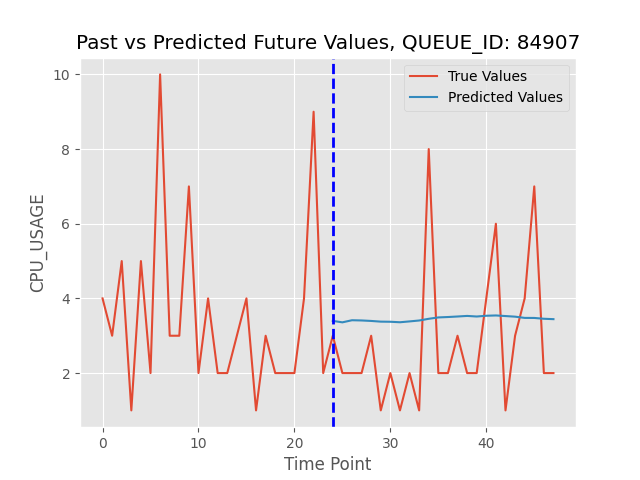 Past vs Predicted Future Values, QUEUE_ID: 84907
True Values
Predicted Values
CPU_USAGE
10
8
6
4
2
0
10
20
30
40
Time Point